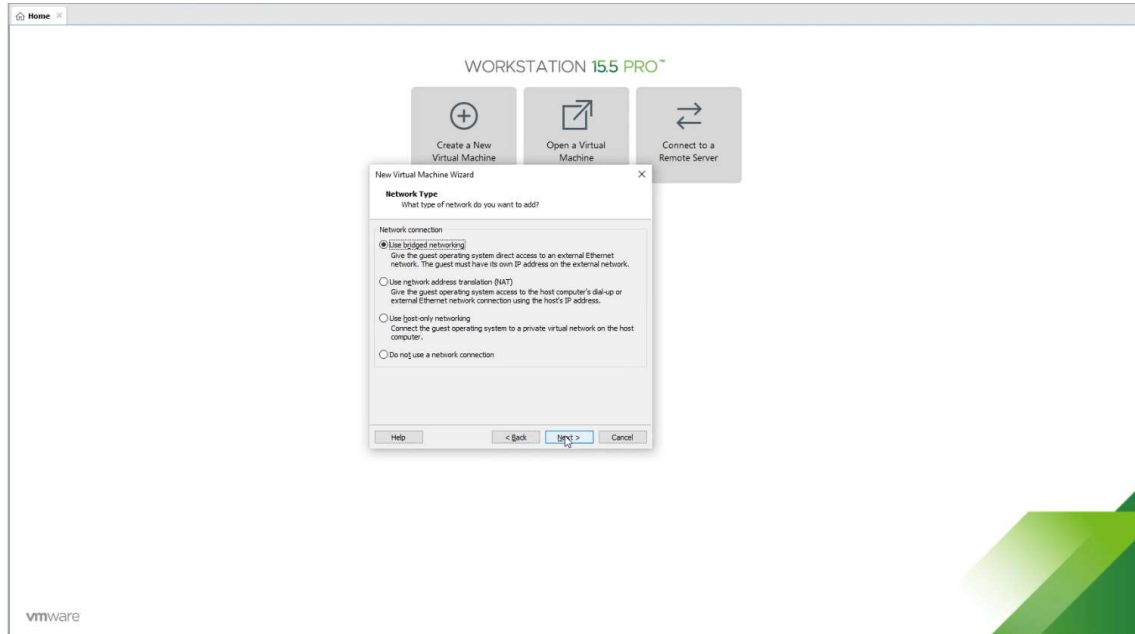 Home
WORKSTATION 15.5 PRO™
Create a New
Virtual Machine
Open a Virtual
Machine
Connect to a
Remote Server
New Virtual Machine Wizard
Network Type
What type of network do you want to add?
Network connection
Use bridged networking
Give the guest operating system direct access to an external Ethernet
network. The guest must have its own IP address on the external network.
Use network address translation (NAT)
Give the guest operating system access to the host computer's dial-up or
external Ethernet network connection using the host's IP address.
Use host-only networking
Connect the guest operating system to a private virtual network on the host
computer.
Do not use a network connection
Help
< Back
Next >
Cancel
vmware